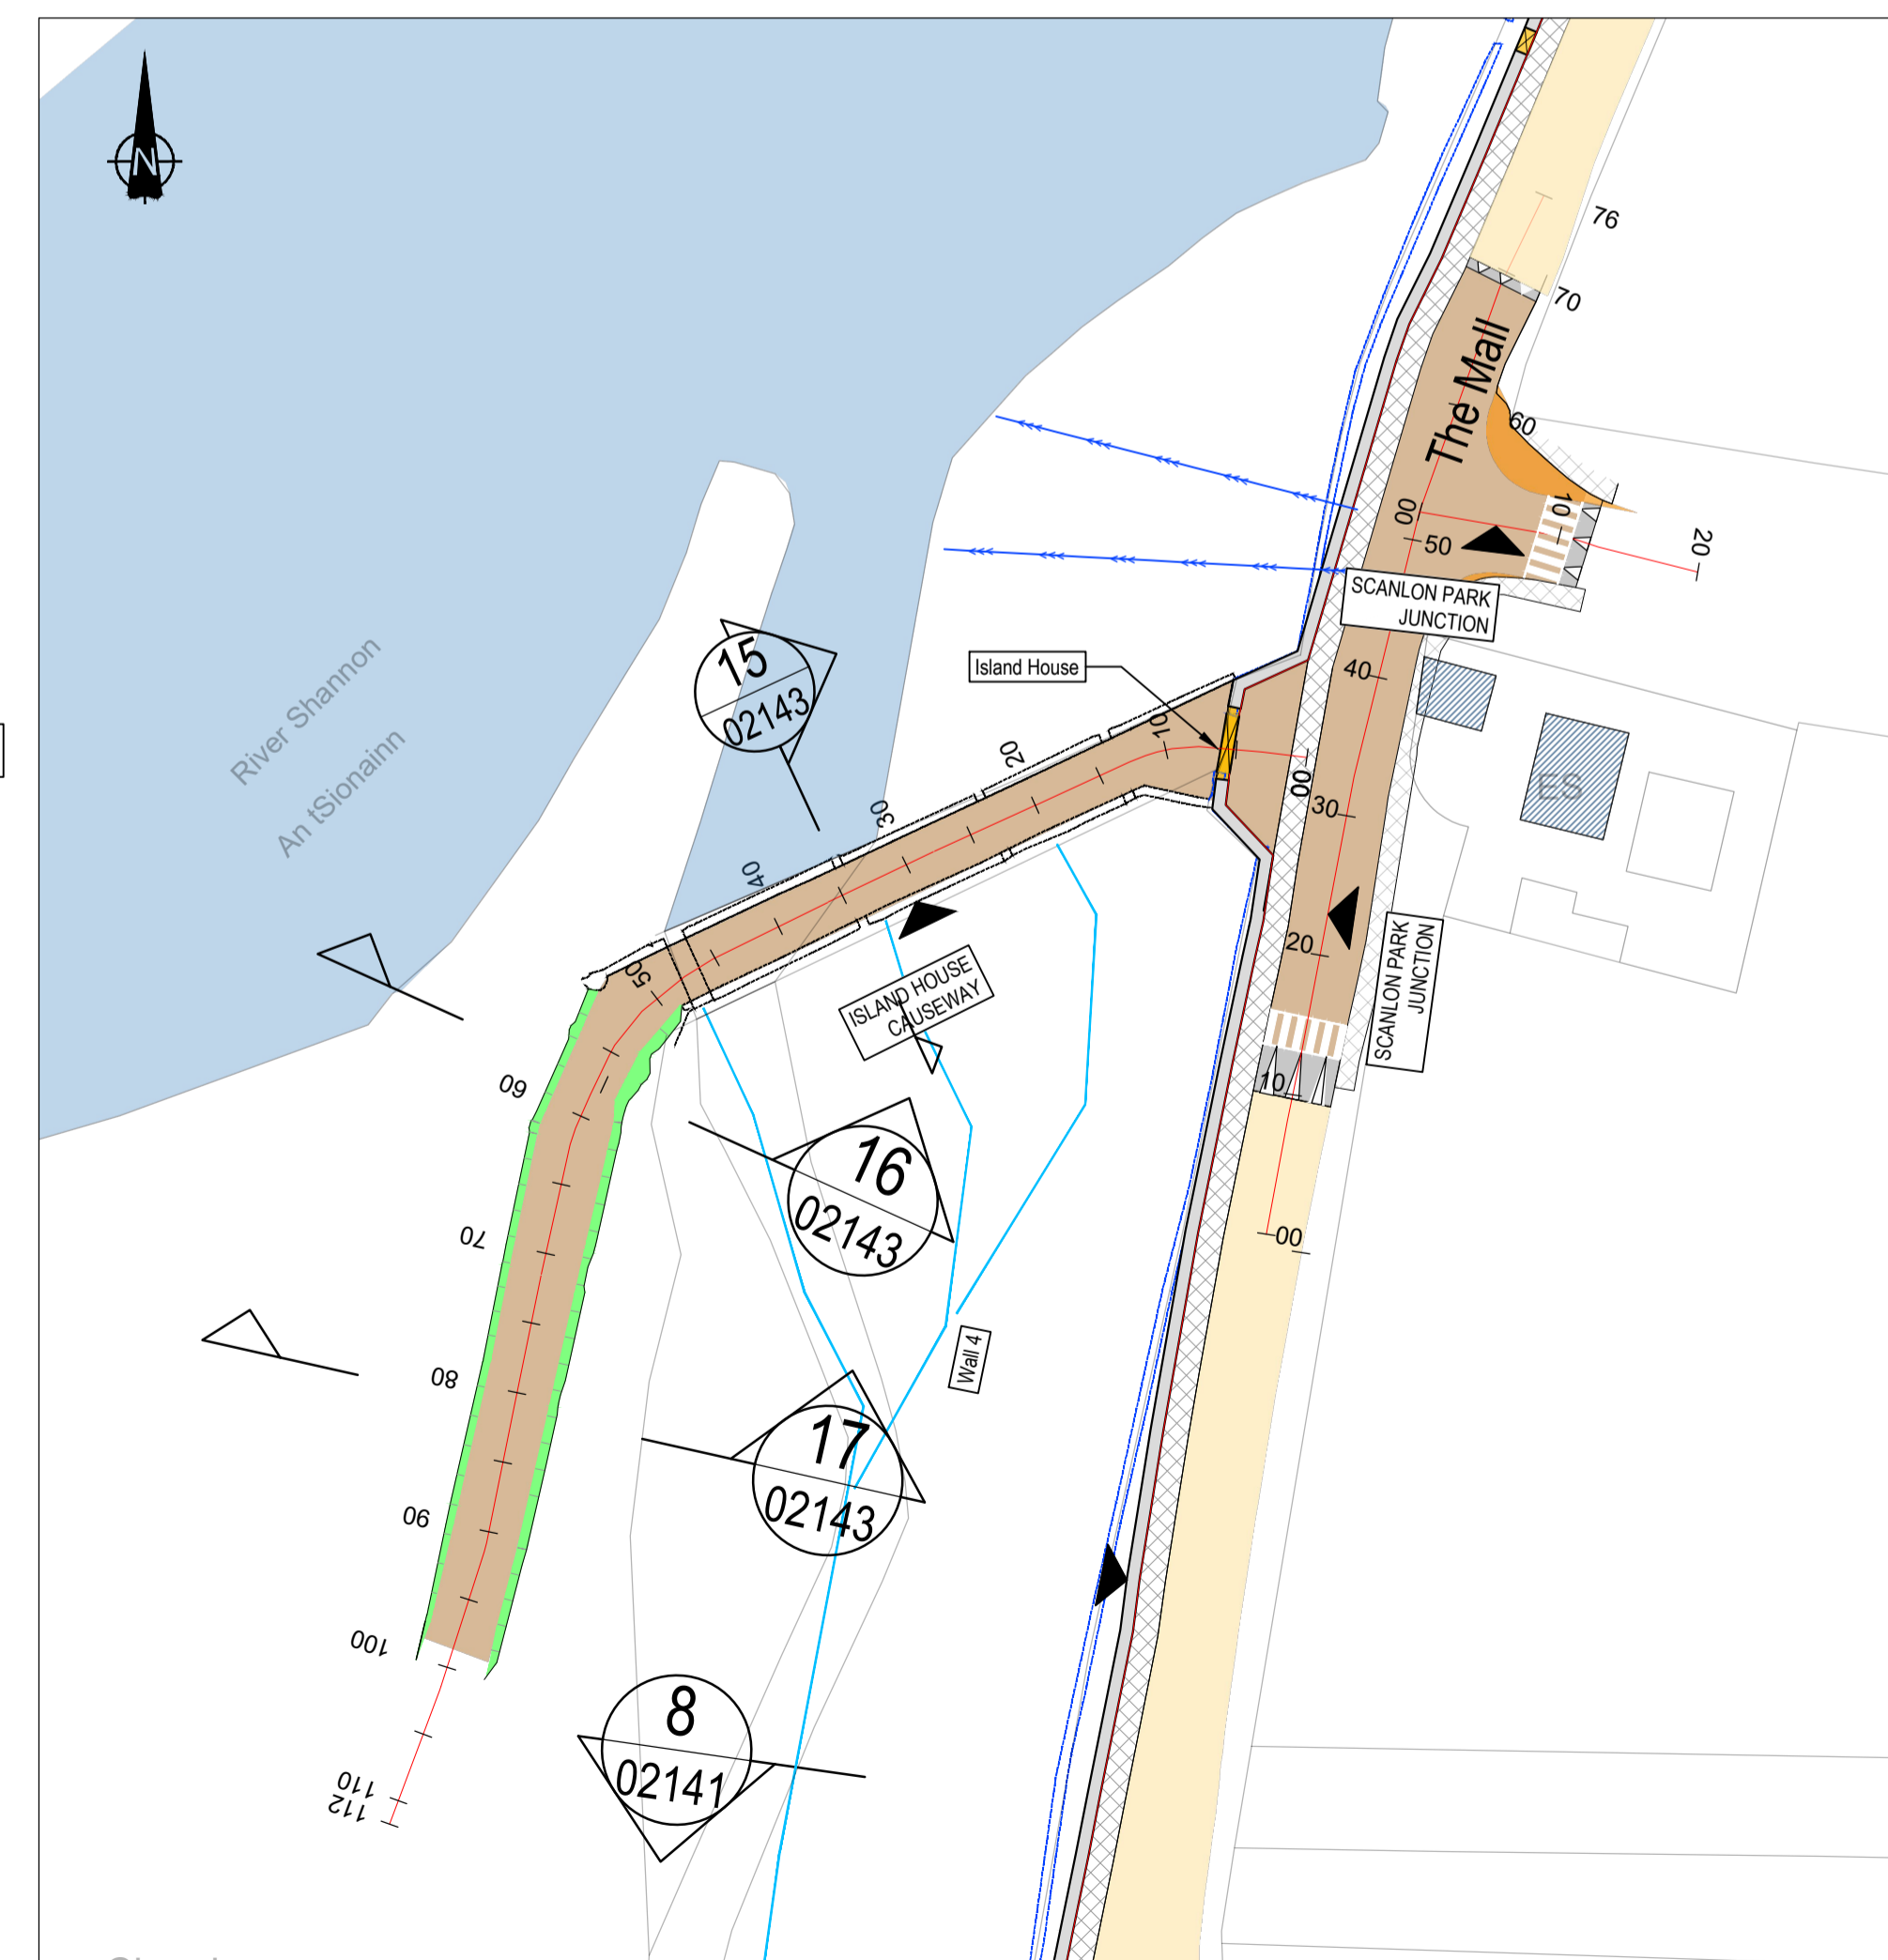 N
76
70
The Mall
60
10
00
50
20
SCANLON PARK
JUNCTION
River Shannon
An tSionainn
15
02143
Island House
40
10
20
00
30
30
ES
40
20
SCANLON PARK
JUNCTION
50
ISLAND HOUSE
CAUSEWAY
10
60
16
02143
70
00
Wall 4
80
17
02143
90
100
8
02141
110
112